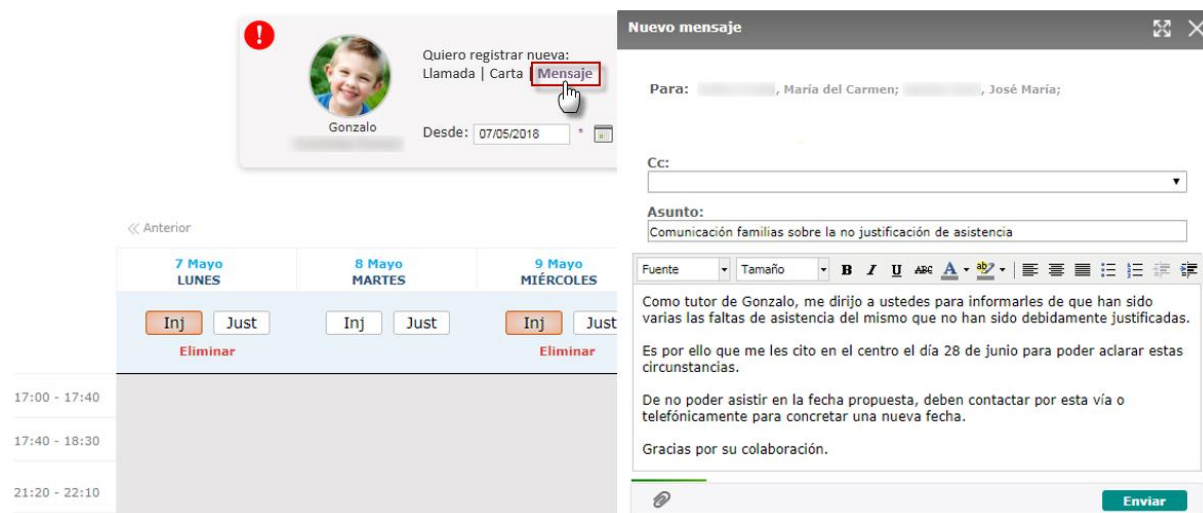 !
Quiero registrar nueva:
Llamada | Carta | Mensaje
Gonzalo
Desde: 07/05/2018 *
« Anterior
7 Mayo
LUNES
8 Mayo
MARTES
9 Mayo
MIÉRCOLES
Inj Just
Inj Just
Inj Just
Eliminar
Eliminar
17:00 - 17:40
17:40 - 18:30
21:20 - 22:10
Nuevo mensaje
Para: , María del Carmen; , José María;
Cc:
Asunto:
Comunicación familias sobre la no justificación de asistencia
Fuente Tamaño B I U ABC A ab
Como tutor de Gonzalo, me dirijo a ustedes para informarles de que han sido
varias las faltas de asistencia del mismo que no han sido debidamente justificadas.
Es por ello que me les cito en el centro el día 28 de junio para poder aclarar estas
circunstancias.
De no poder asistir en la fecha propuesta, deben contactar por esta vía o
telefónicamente para concretar una nueva fecha.
Gracias por su colaboración.
Enviar